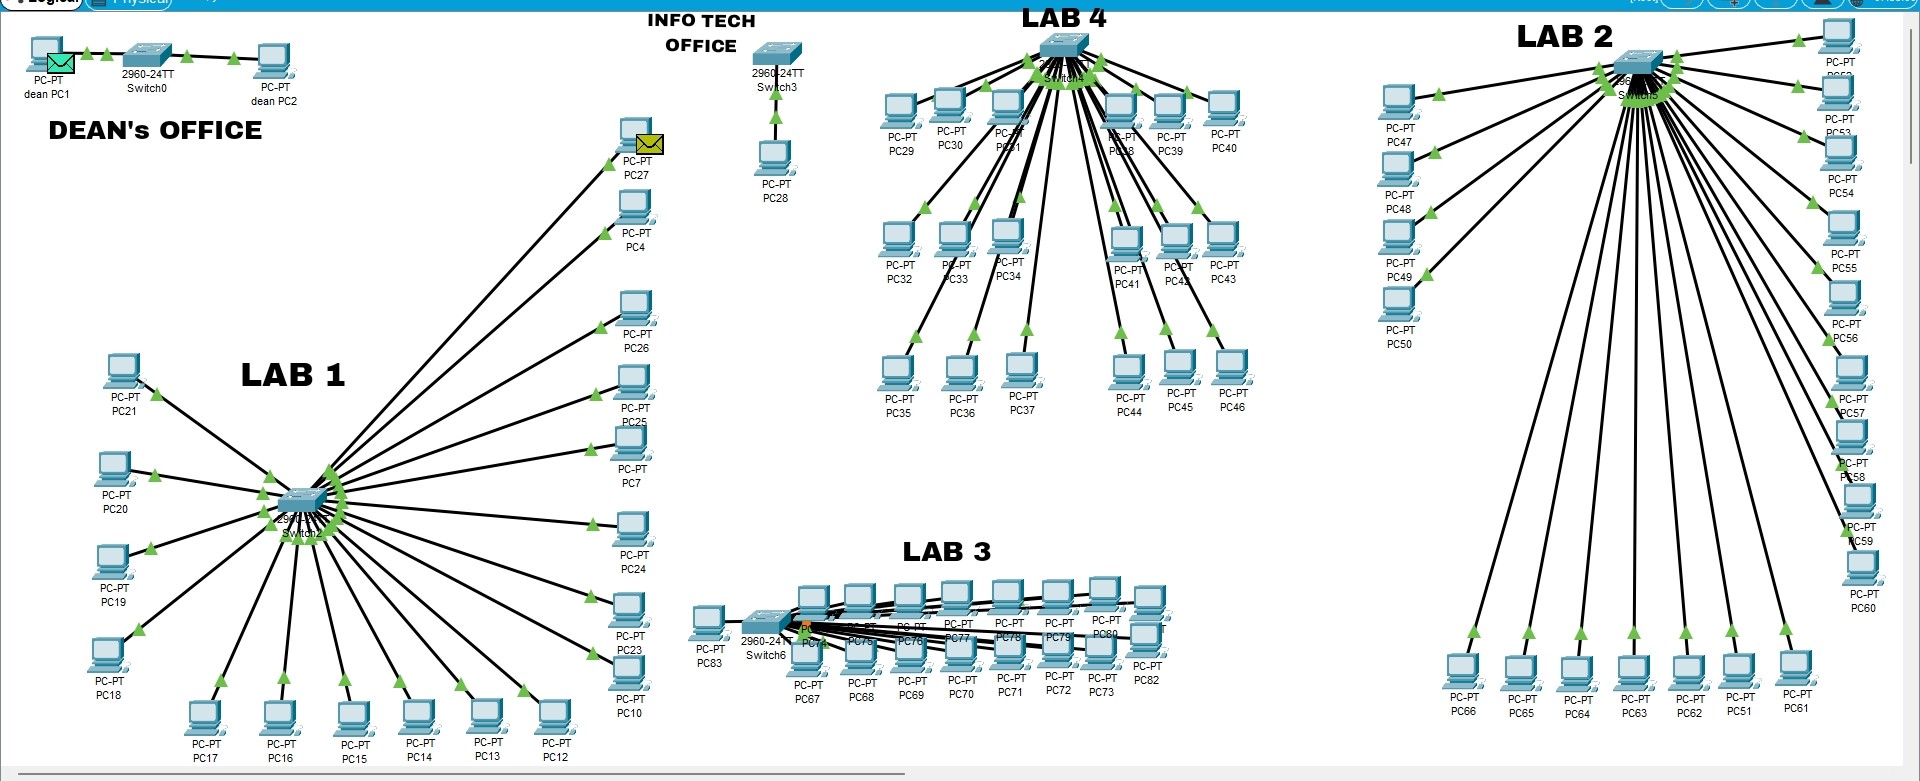 Logical
Physical
PC-PT
dean PC1
2960-24TT
Switch0
PC-PT
dean PC2
DEAN's OFFICE
INFO TECH
OFFICE
2960-24TT
Switch3
PC-PT
PC28
LAB 4
Switch4
PC-PT
PC29
PC-PT
PC30
PC-PT
PC31
PC-PT
PC38
PC-PT
PC39
PC-PT
PC40
PC-PT
PC32
PC-PT
PC33
PC-PT
PC34
PC-PT
PC41
PC-PT
PC42
PC-PT
PC43
PC-PT
PC35
PC-PT
PC36
PC-PT
PC37
PC-PT
PC44
PC-PT
PC45
PC-PT
PC46
LAB 2
Switch5
PC-PT
PC47
PC-PT
PC48
PC-PT
PC49
PC-PT
PC50
PC-PT
PC52
PC-PT
PC53
PC-PT
PC54
PC-PT
PC55
PC-PT
PC56
PC-PT
PC57
PC-PT
PC58
PC-PT
PC59
PC-PT
PC60
PC-PT
PC66
PC-PT
PC65
PC-PT
PC64
PC-PT
PC63
PC-PT
PC62
PC-PT
PC51
PC-PT
PC61
LAB 1
2960-24TT
Switch2
PC-PT
PC27
PC-PT
PC4
PC-PT
PC26
PC-PT
PC25
PC-PT
PC7
PC-PT
PC24
PC-PT
PC23
PC-PT
PC10
PC-PT
PC21
PC-PT
PC20
PC-PT
PC19
PC-PT
PC18
PC-PT
PC17
PC-PT
PC16
PC-PT
PC15
PC-PT
PC14
PC-PT
PC13
PC-PT
PC12
LAB 3
PC-PT
PC83
2960-24TT
Switch6
PC74
PC75
PC-PT
PC76
PC-PT
PC77
PC-PT
PC78
PC-PT
PC79
PC80
PC-PT
PC67
PC-PT
PC68
PC-PT
PC69
PC-PT
PC70
PC-PT
PC71
PC-PT
PC72
PC-PT
PC73
PC-PT
PC82